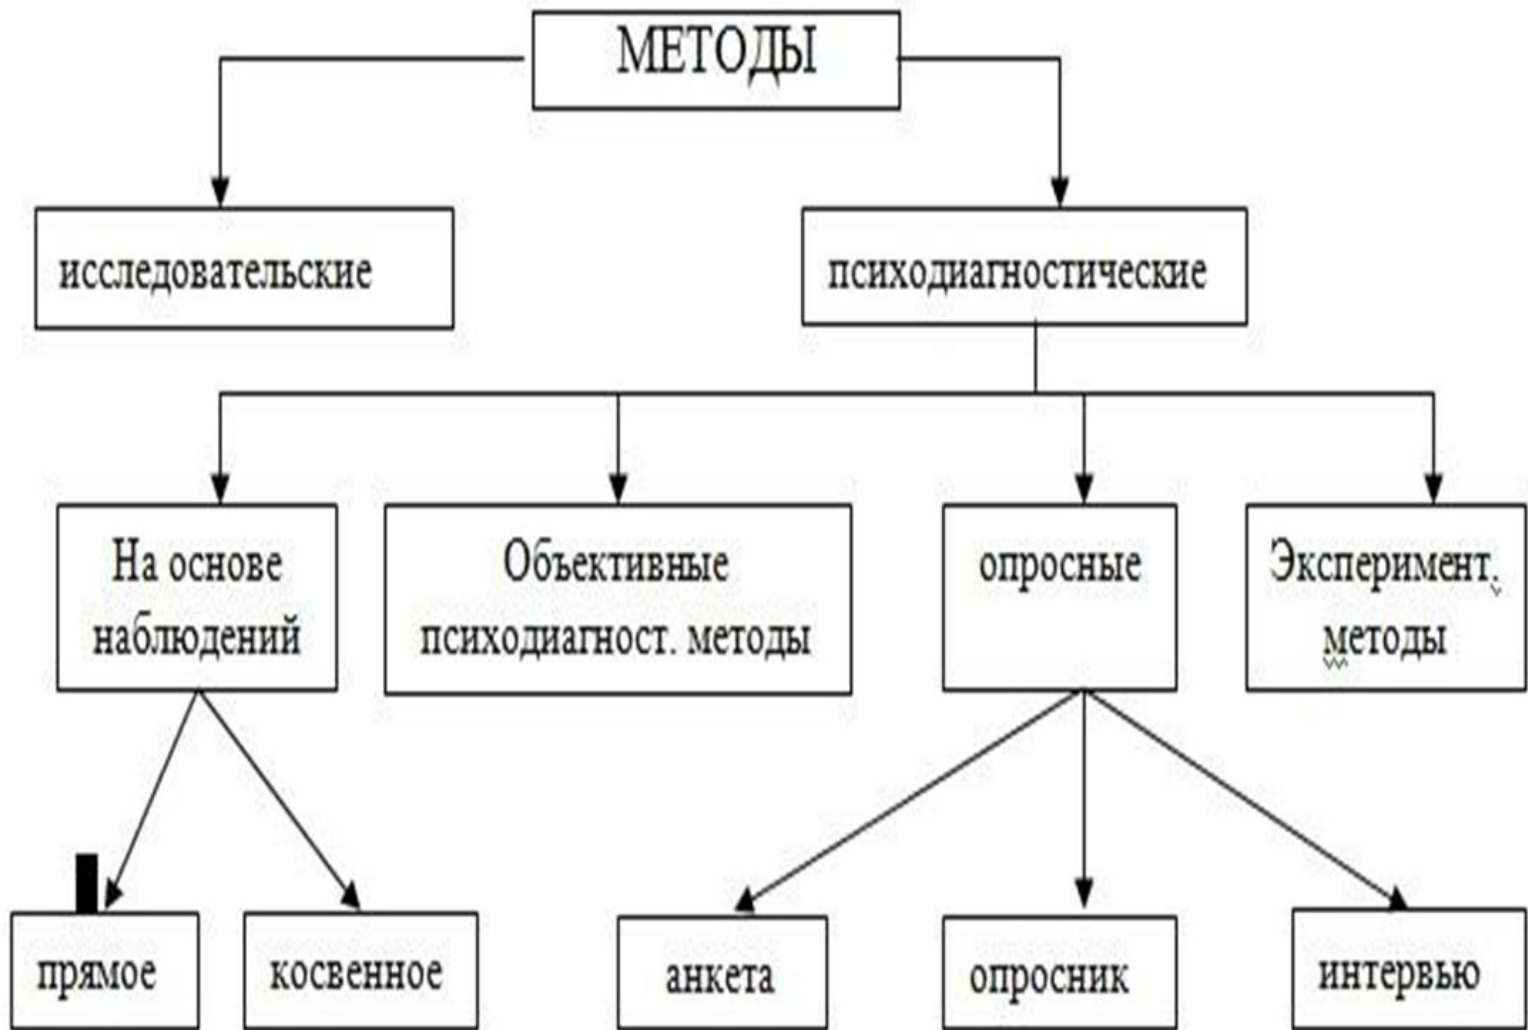 МЕТОДЫ
исследовательские
психодиагностические
На основе
наблюдений
Объективные
психодиагност. методы
опросные
Эксперимент.
методы
прямое
косвенное
анкета
опросник
интервью